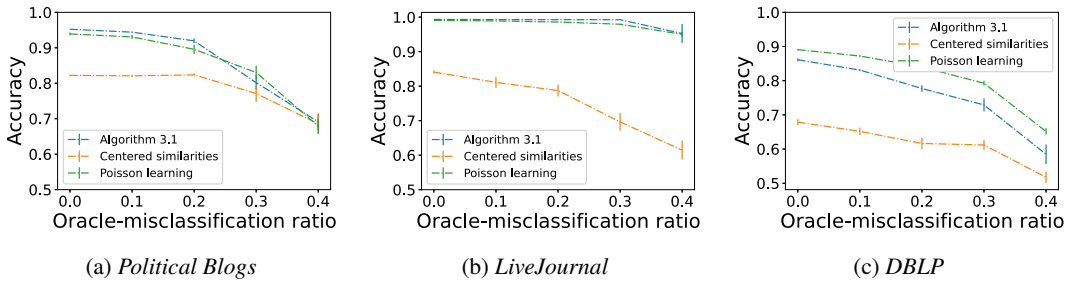 1.0
0.9
0.8
0.7
0.6
0.5
Accuracy
Algorithm 3.1
Centered similarities
Poisson learning
0.0 0.1 0.2 0.3 0.4
Oracle-misclassification ratio
(a) Political Blogs
1.0
0.9
0.8
0.7
0.6
0.5
Accuracy
Algorithm 3.1
Centered similarities
Poisson learning
0.0 0.1 0.2 0.3 0.4
Oracle-misclassification ratio
(b) LiveJournal
1.0
0.9
0.8
0.7
0.6
0.5
Accuracy
Algorithm 3.1
Centered similarities
Poisson learning
0.0 0.1 0.2 0.3 0.4
Oracle-misclassification ratio
(c) DBLP